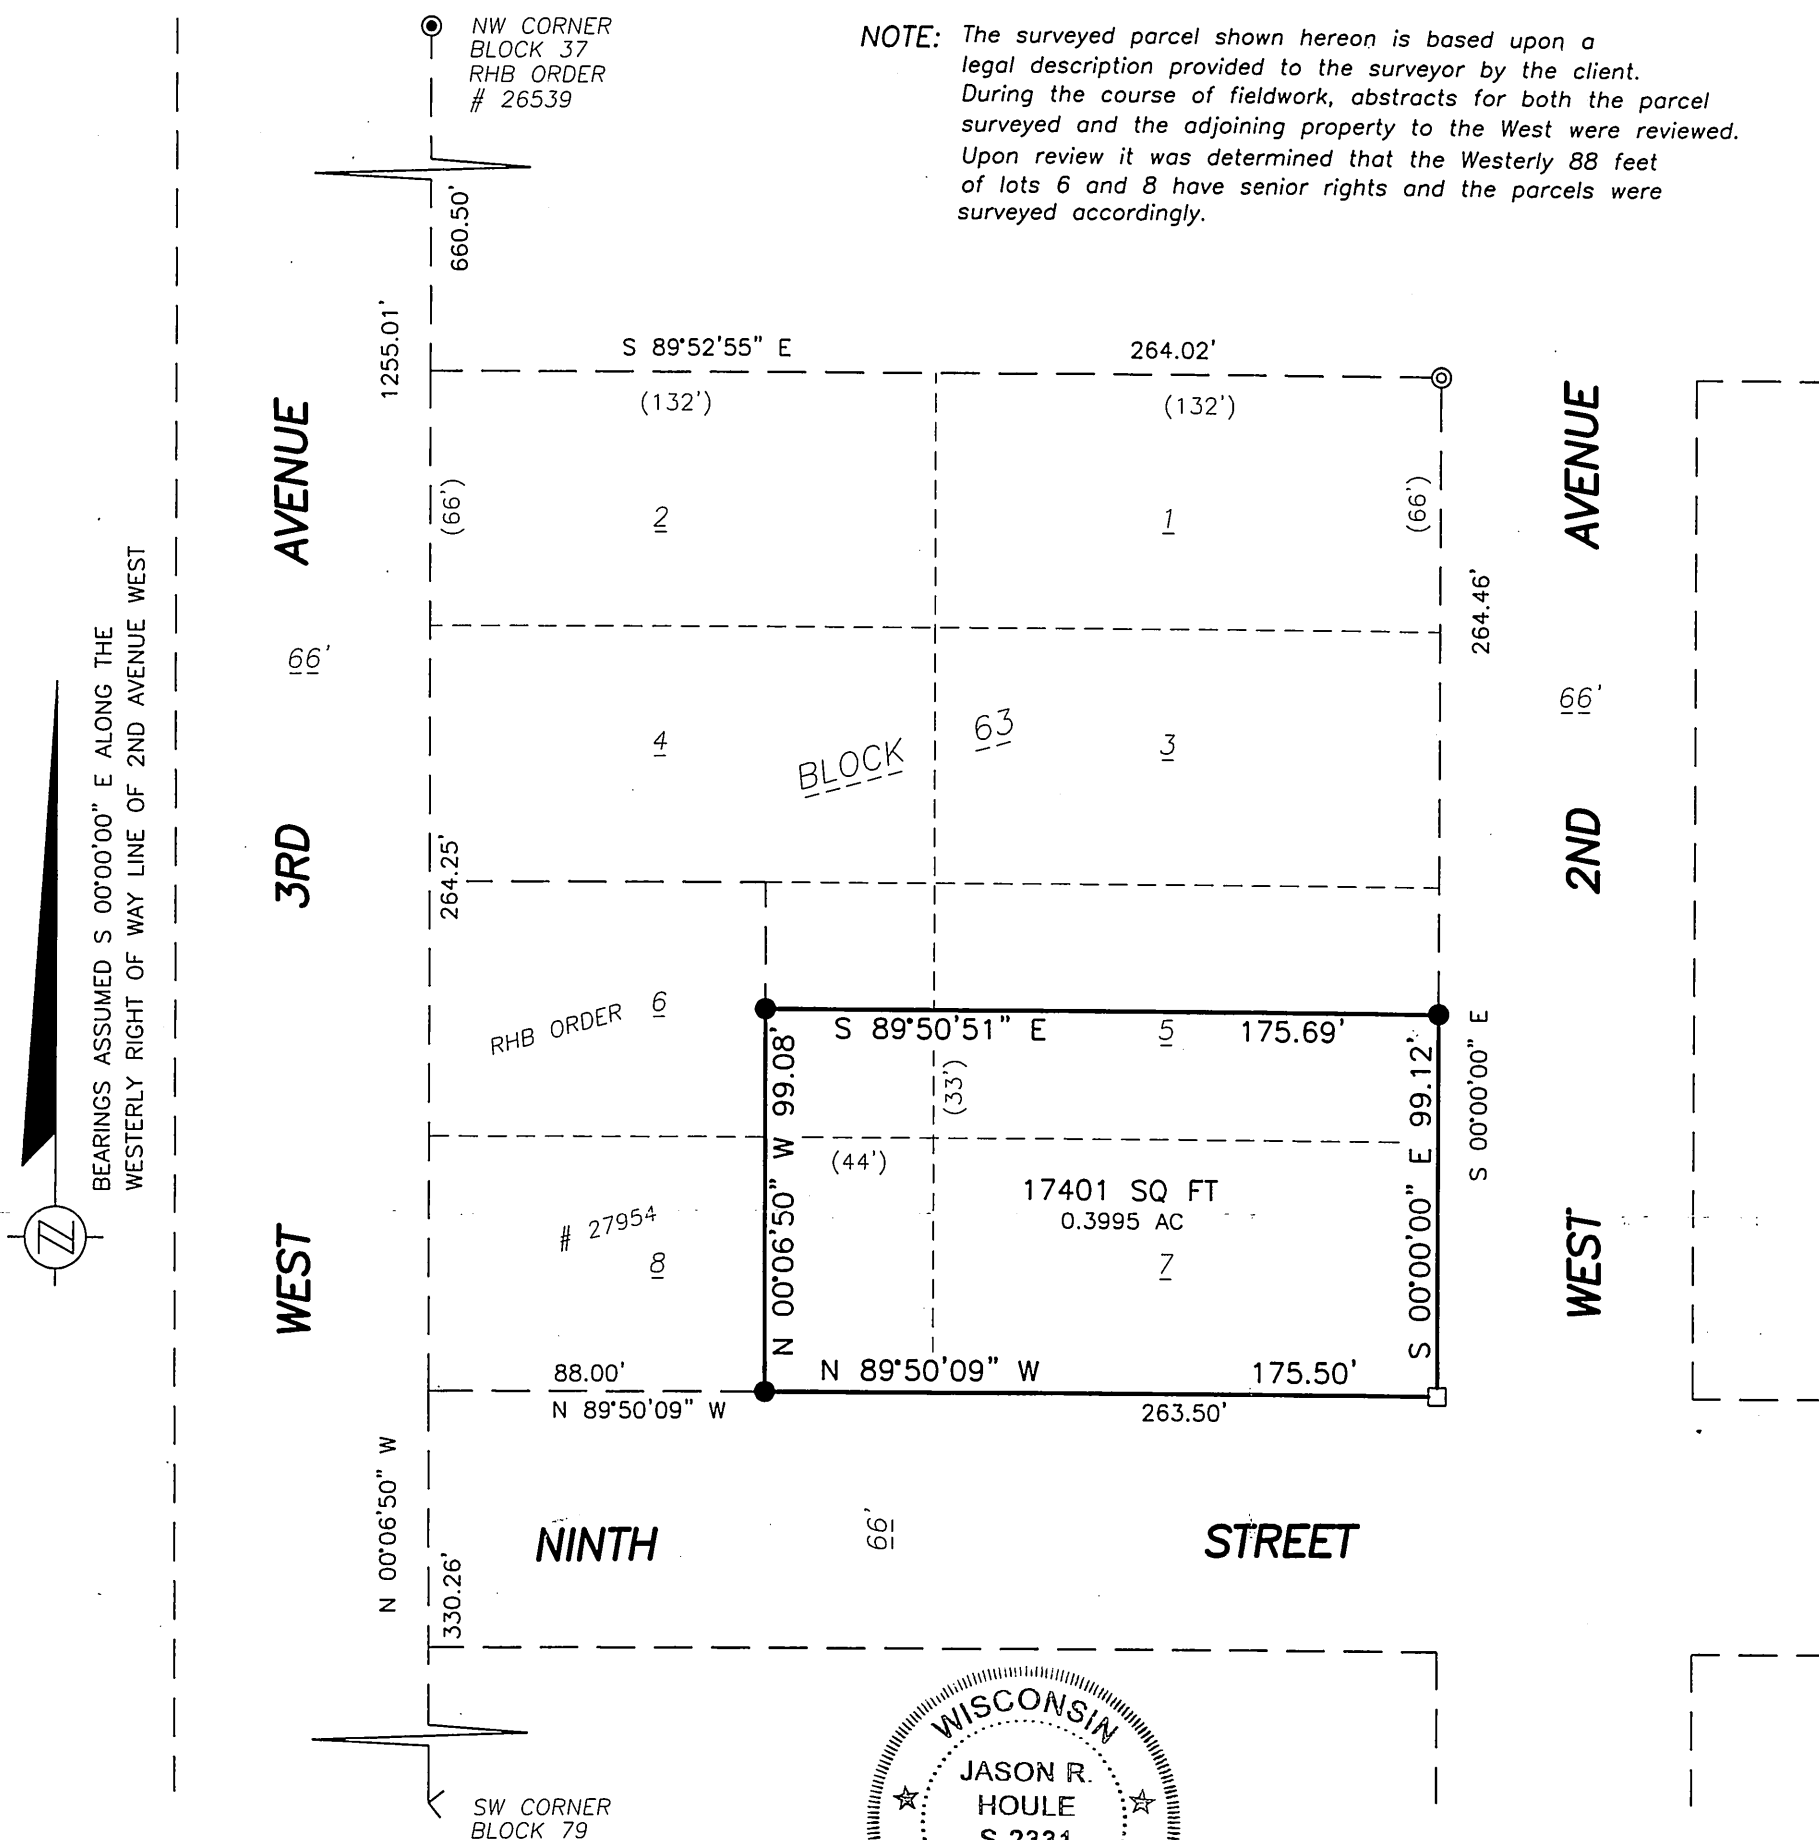 NW CORNER
BLOCK 37
RHB ORDER
# 26539
NOTE: The surveyed parcel shown hereon is based upon a
legal description provided to the surveyor by the client.
During the course of fieldwork, abstracts for both the parcel
surveyed and the adjoining property to the West were reviewed.
Upon review it was determined that the Westerly 88 feet
of lots 6 and 8 have senior rights and the parcels were
surveyed accordingly.
660.50'
1255.01'
S 89°52'55" E
264.02'
(132')
(132')
(66')
2
1
(66')
264.46'
WEST 3RD AVENUE
66'
WEST 2ND AVENUE
66'
BEARINGS ASSUMED S 00°00'00" E ALONG THE
WESTERLY RIGHT OF WAY LINE OF 2ND AVENUE WEST
4
BLOCK 63
3
264.25'
RHB ORDER
6
S 89°50'51" E
5
175.69'
99.08'
N 00°06'50" W
(33')
S 00°00'00" E 99.12'
S 00°00'00" E
(44')
17401 SQ FT
0.3995 AC
# 27954
8
7
88.00'
N 89°50'09" W
175.50'
N 89°50'09" W
263.50'
N 00°06'50" W
330.26'
NINTH
66'
STREET
WISCONSIN
JASON R.
HOULE
S 2331
SW CORNER
BLOCK 79
N